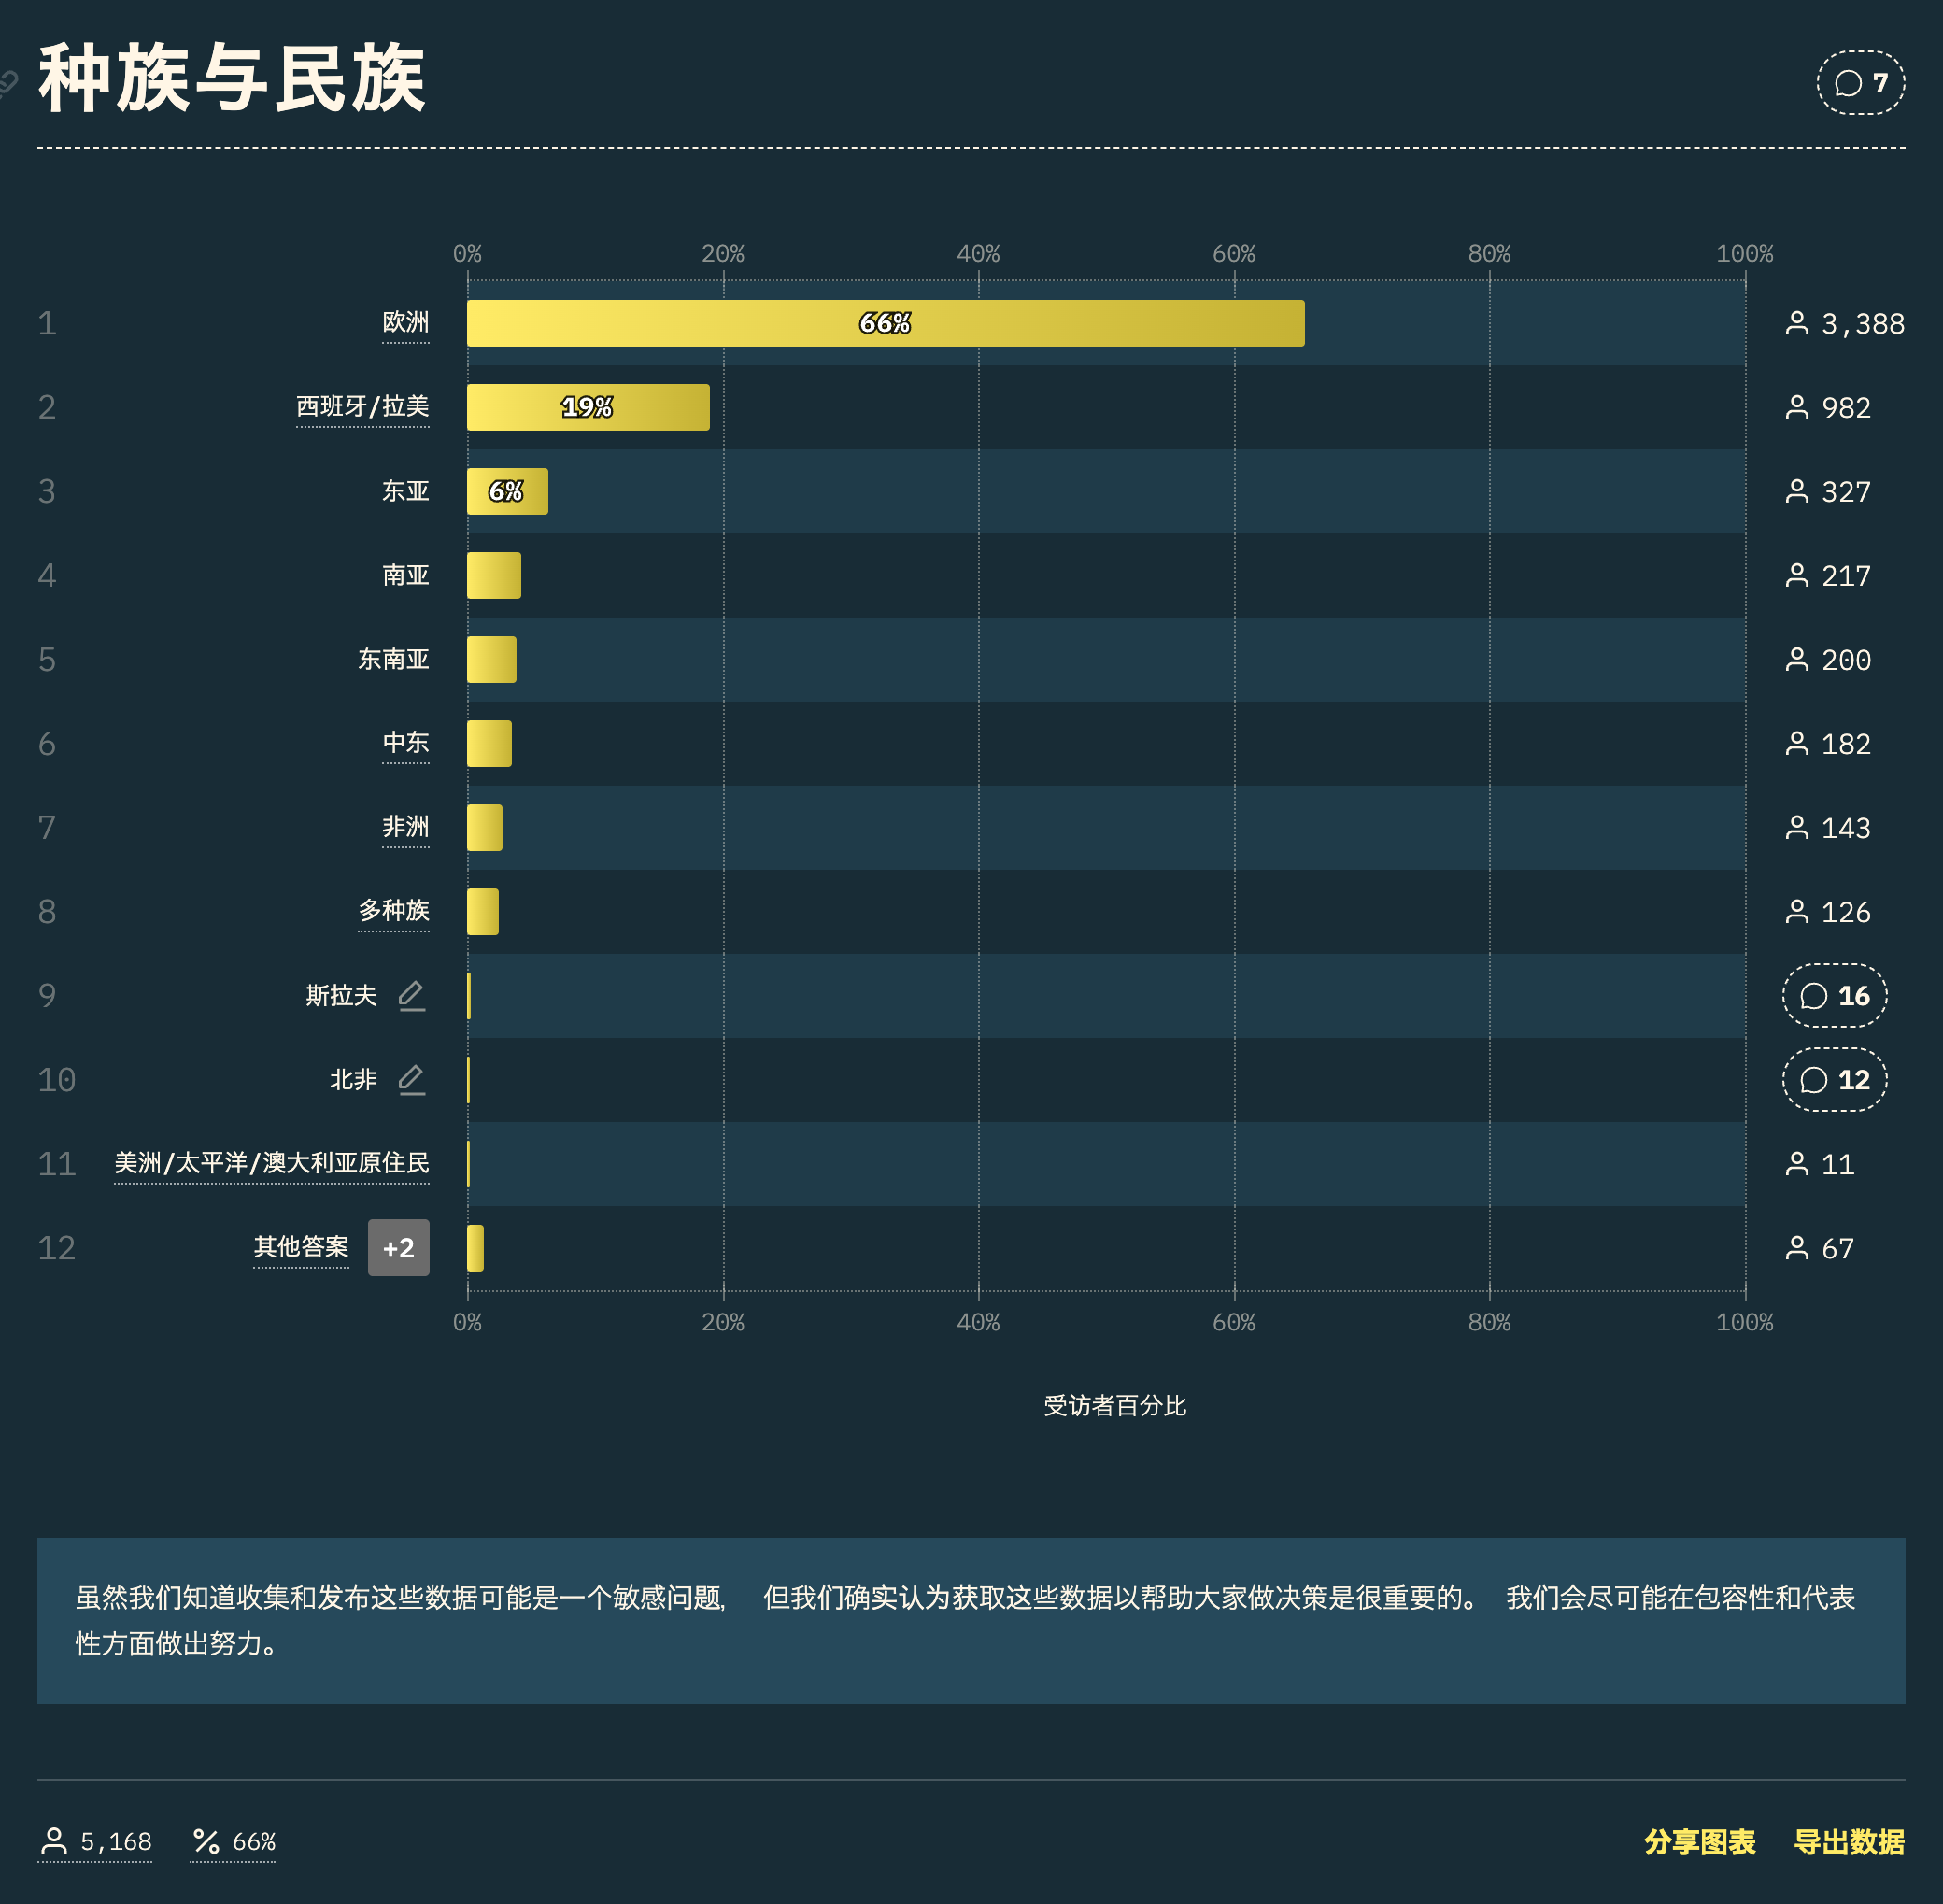 种族与民族
7
0% 20% 40% 60% 80% 100%
1 欧洲 66% 3,388
2 西班牙/拉美 19% 982
3 东亚 6% 327
4 南亚 217
5 东南亚 200
6 中东 182
7 非洲 143
8 多种族 126
9 斯拉夫 16
10 北非 12
11 美洲/太平洋/澳大利亚原住民 11
12 其他答案 +2 67
0% 20% 40% 60% 80% 100%
受访者百分比
虽然我们知道收集和发布这些数据可能是一个敏感问题, 但我们确实认为获取这些数据以帮助大家做决策是很重要的。 我们会尽可能在包容性和代表
性方面做出努力。
5,168 % 66% 分享图表 导出数据